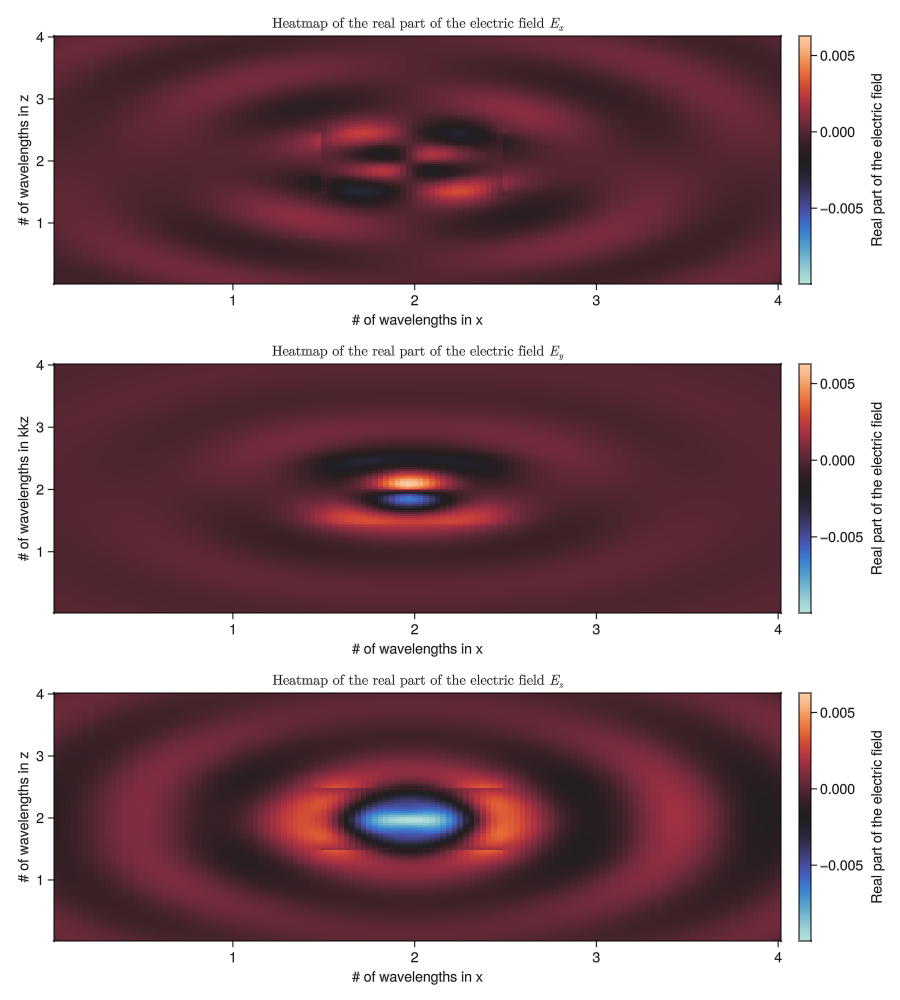 Heatmap of the real part of the electric field E_x
4
3
2
1
# of wavelengths in z
1 2 3 4
# of wavelengths in x
0.005
0.000
−0.005
Real part of the electric field
Heatmap of the real part of the electric field E_y
4
3
2
1
# of wavelengths in kkz
1 2 3 4
# of wavelengths in x
0.005
0.000
−0.005
Real part of the electric field
Heatmap of the real part of the electric field E_z
4
3
2
1
# of wavelengths in z
1 2 3 4
# of wavelengths in x
0.005
0.000
−0.005
Real part of the electric field